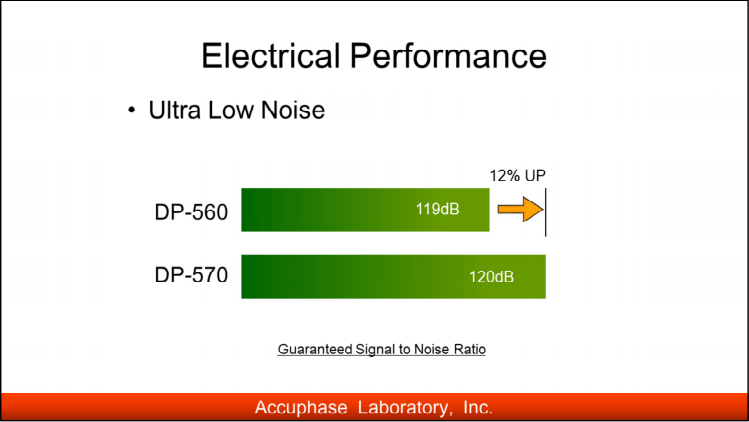 Electrical Performance
• Ultra Low Noise
12% UP
DP-560
119dB
DP-570
120dB
Guaranteed Signal to Noise Ratio
Accuphase Laboratory, Inc.